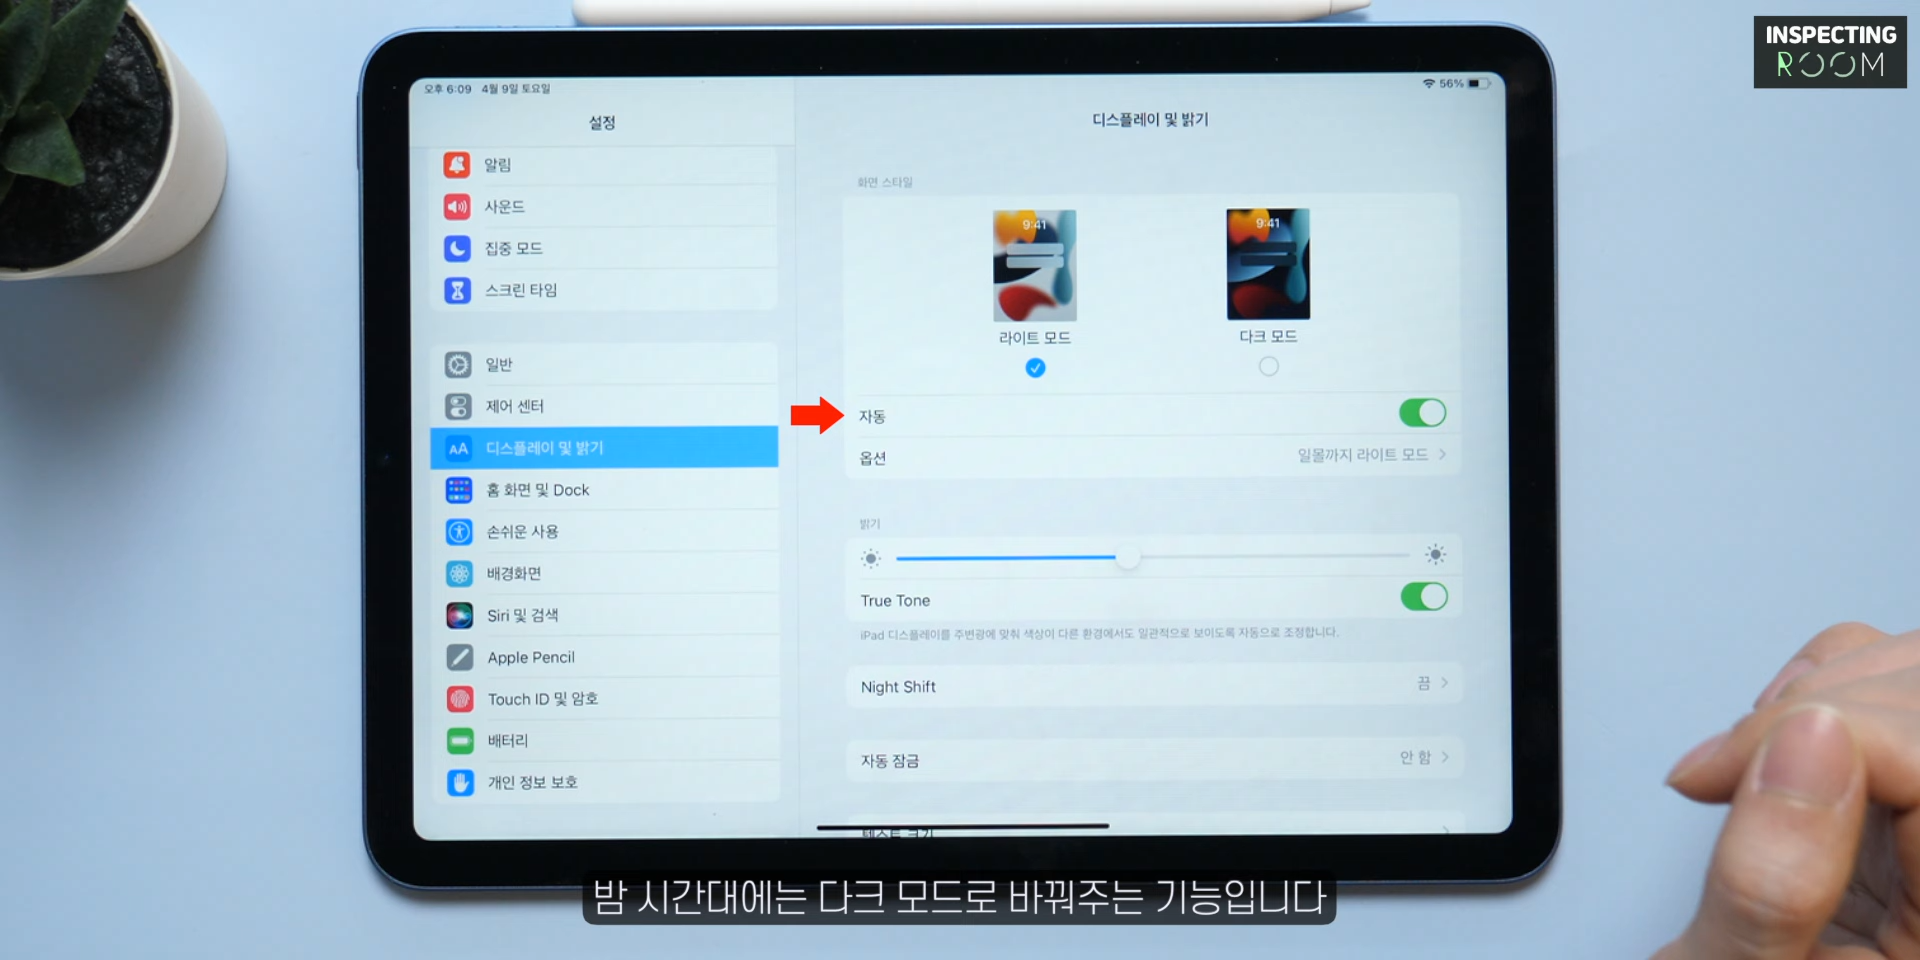 INSPECTING
ROOM
오후 6:09 4월 9일 토요일
56%
설정
알림
사운드
집중 모드
스크린 타임
일반
제어 센터
AA
디스플레이 및 밝기
홈 화면 및 Dock
손쉬운 사용
배경화면
Siri 및 검색
Apple Pencil
Touch ID 및 암호
배터리
개인 정보 보호
디스플레이 및 밝기
화면 스타일
9:41
9:41
라이트 모드
다크 모드
자동
옵션
일몰까지 라이트 모드
밝기
True Tone
iPad 디스플레이를 주변광에 맞춰 색상이 다른 환경에서도 일관적으로 보이도록 자동으로 조정합니다.
Night Shift
끔
자동 잠금
안 함
텍스트 크기
밤 시간대에는 다크 모드로 바꿔주는 기능입니다